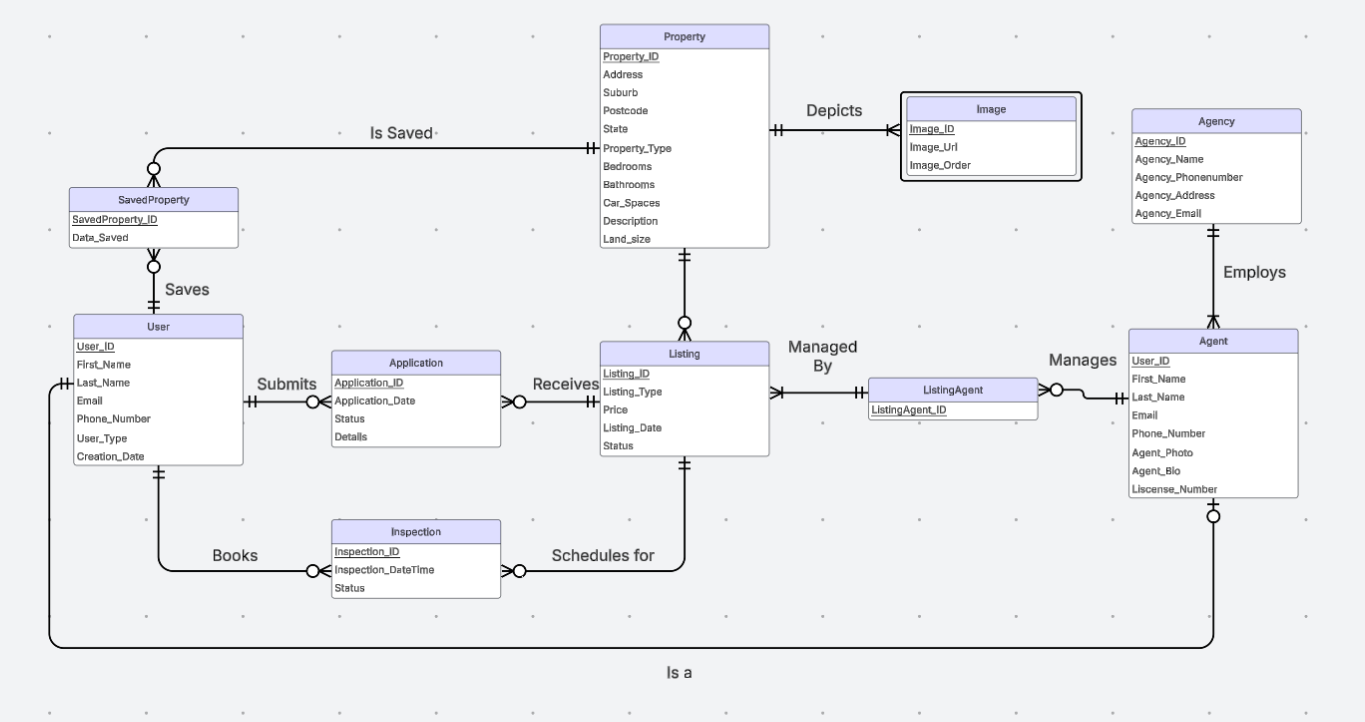 Property
Property_ID
Address
Suburb
Postcode
State
Property_Type
Bedrooms
Bathrooms
Car_Spaces
Description
Land_size
Depicts
Image
Image_ID
Image_Url
Image_Order
Agency
Agency_ID
Agency_Name
Agency_Phonenumber
Agency_Address
Agency_Email
Is Saved
SavedProperty
SavedProperty_ID
Data_Saved
Saves
Employs
User
User_ID
First_Name
Last_Name
Email
Phone_Number
User_Type
Creation_Date
Submits
Application
Application_ID
Application_Date
Status
Details
Receives
Listing
Listing_ID
Listing_Type
Price
Listing_Date
Status
Managed
By
ListingAgent
ListingAgent_ID
Manages
Agent
User_ID
First_Name
Last_Name
Email
Phone_Number
Agent_Photo
Agent_Bio
Liscense_Number
Books
Inspection
Inspection_ID
Inspection_DateTime
Status
Schedules for
Is a